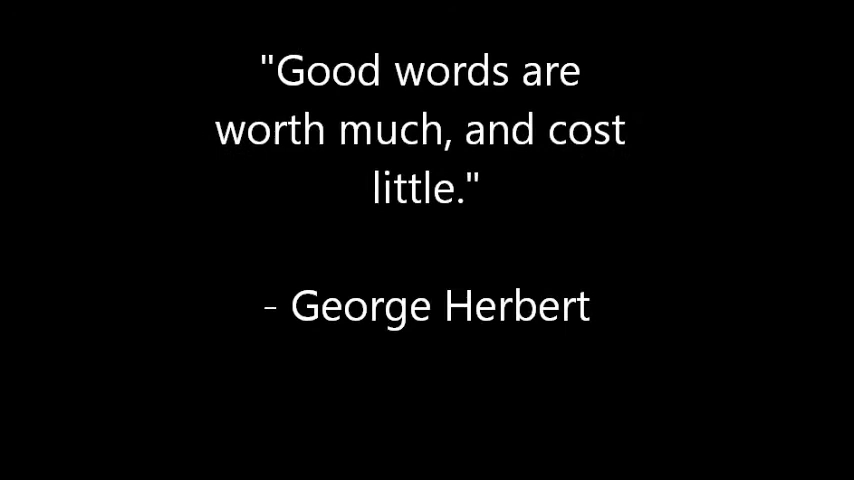 "Good words are
worth much, and cost
little."
- George Herbert